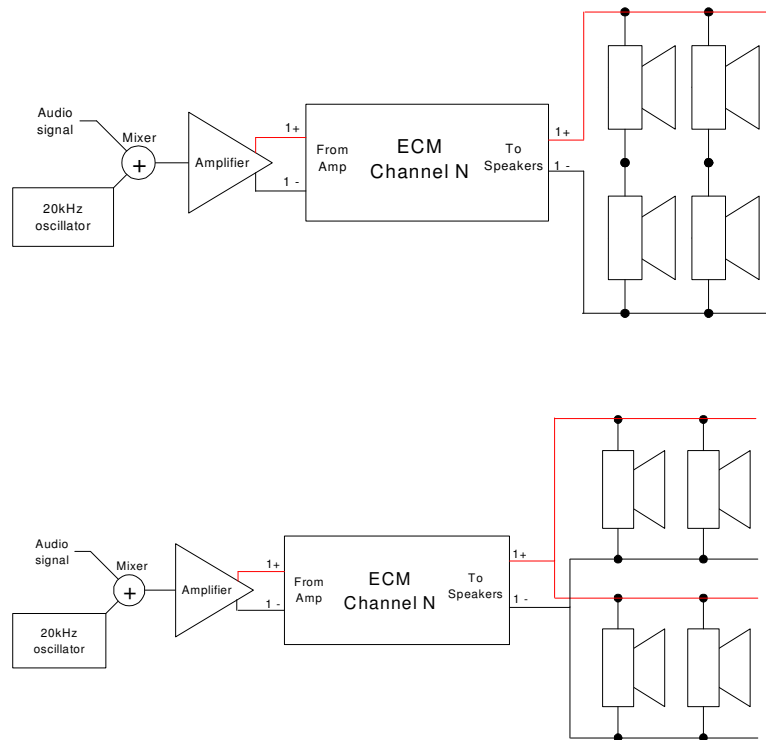 Audio
signal
Mixer
+
20kHz
oscillator
Amplifier
1+
1 -
From
Amp
ECM
Channel N
To
Speakers
1+
1 -
Audio
signal
Mixer
+
20kHz
oscillator
Amplifier
1+
1 -
From
Amp
ECM
Channel N
To
Speakers
1+
1 -